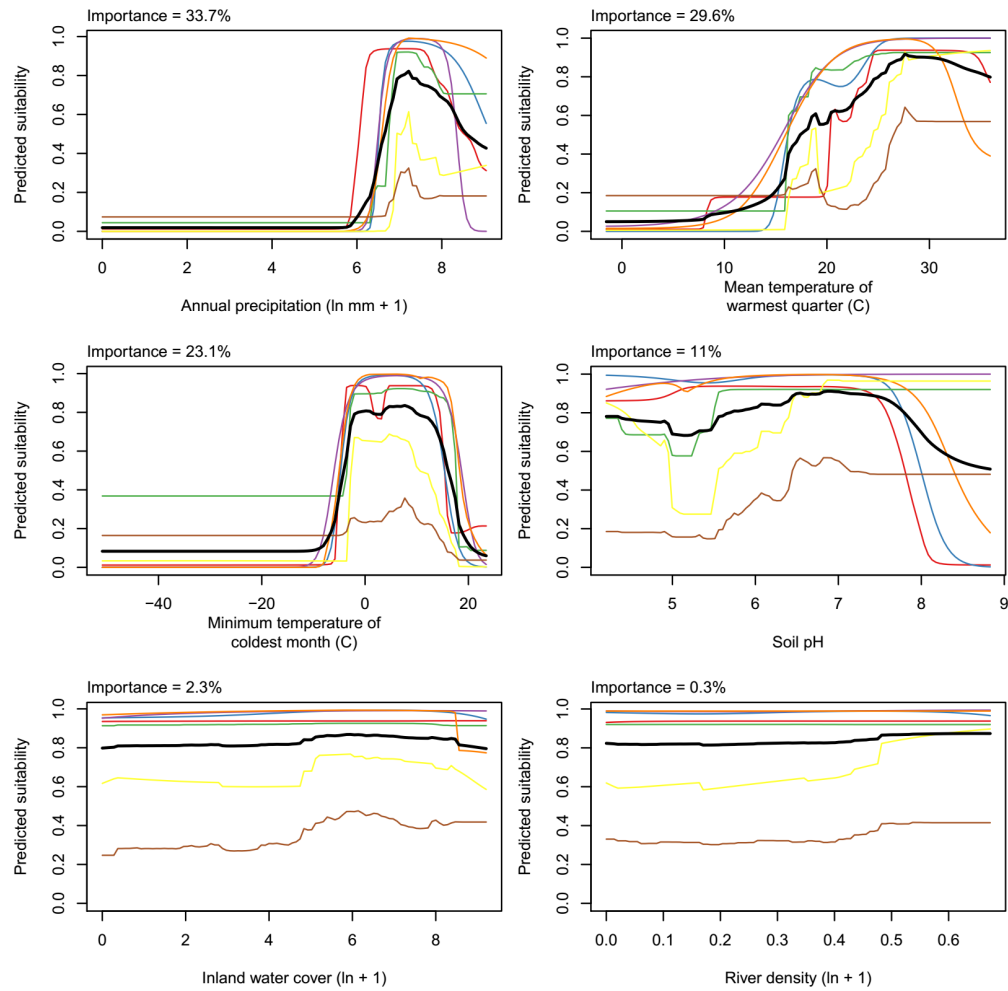 Importance = 33.7%
Predicted suitability
0.0 0.2 0.4 0.6 0.8 1.0
0 2 4 6 8
Annual precipitation (ln mm + 1)
Importance = 29.6%
Predicted suitability
0.0 0.2 0.4 0.6 0.8 1.0
0 10 20 30
Mean temperature of
warmest quarter (C)
Importance = 23.1%
Predicted suitability
0.0 0.2 0.4 0.6 0.8 1.0
−40 −20 0 20
Minimum temperature of
coldest month (C)
Importance = 11%
Predicted suitability
0.0 0.2 0.4 0.6 0.8 1.0
5 6 7 8 9
Soil pH
Importance = 2.3%
Predicted suitability
0.0 0.2 0.4 0.6 0.8 1.0
0 2 4 6 8
Inland water cover (ln + 1)
Importance = 0.3%
Predicted suitability
0.0 0.2 0.4 0.6 0.8 1.0
0.0 0.1 0.2 0.3 0.4 0.5 0.6
River density (ln + 1)